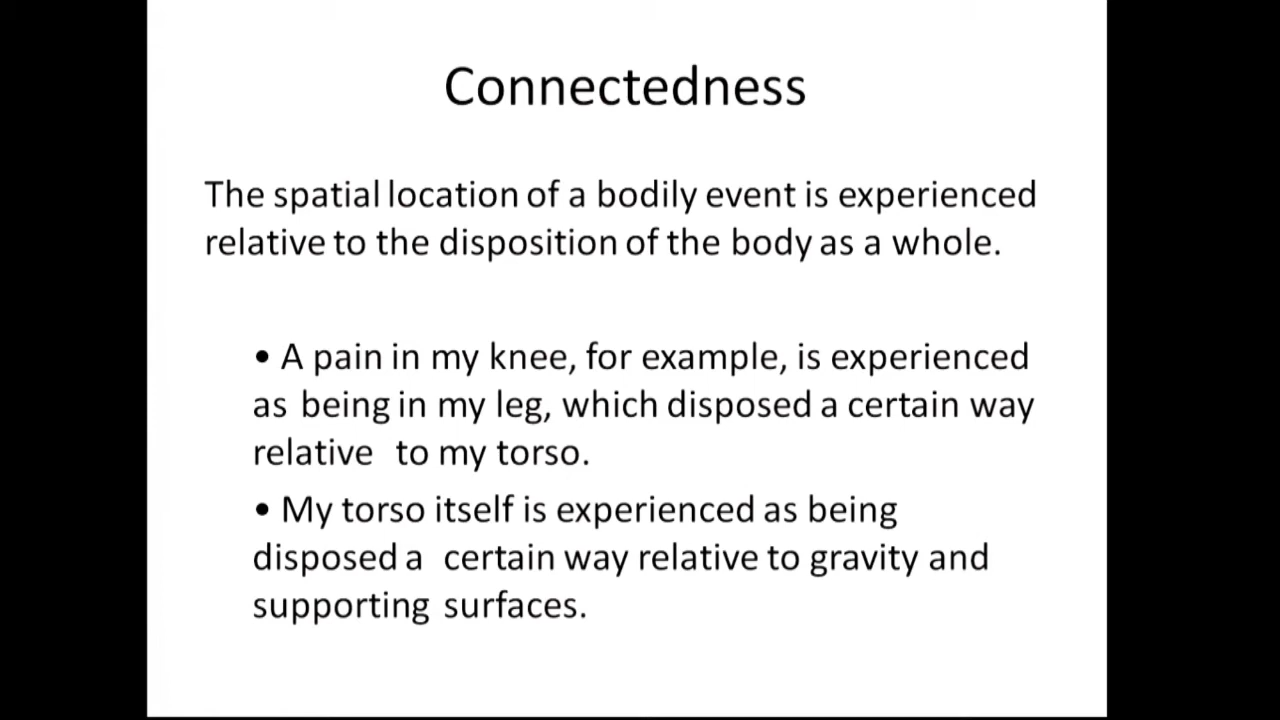 Connectedness
The spatial location of a bodily event is experienced
relative to the disposition of the body as a whole.
• A pain in my knee, for example, is experienced
as being in my leg, which disposed a certain way
relative to my torso.
• My torso itself is experienced as being
disposed a certain way relative to gravity and
supporting surfaces.